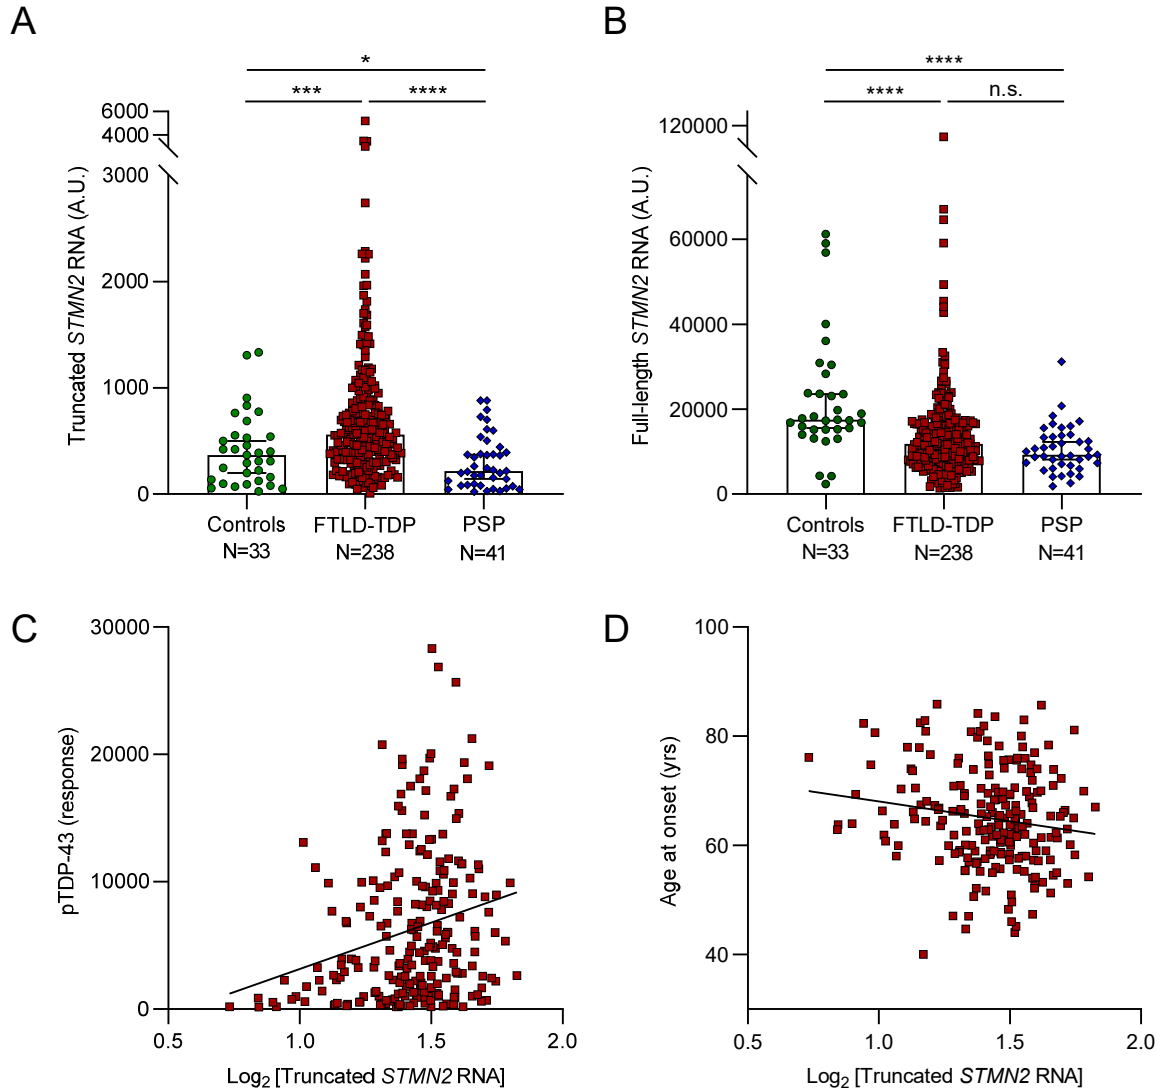 A
*
***
****
6000
4000
3000
2000
1000
0
Truncated STMN2 RNA (A.U.)
Controls
FTLD-TDP
PSP
N=33
N=238
N=41
B
****
****
n.s.
120000
60000
40000
20000
0
Full-length STMN2 RNA (A.U.)
Controls
FTLD-TDP
PSP
N=33
N=238
N=41
C
30000
20000
10000
0
pTDP-43 (response)
0.5
1.0
1.5
2.0
Log₂ [Truncated STMN2 RNA]
D
100
80
60
40
Age at onset (yrs)
0.5
1.0
1.5
2.0
Log₂ [Truncated STMN2 RNA]